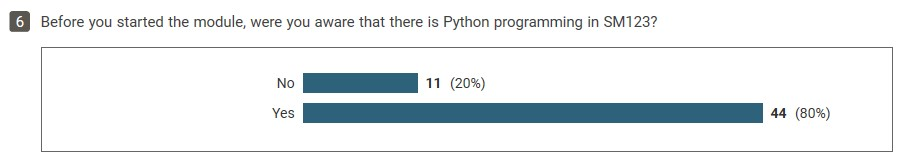 6 Before you started the module, were you aware that there is Python programming in SM123?
No 11 (20%)
Yes 44 (80%)